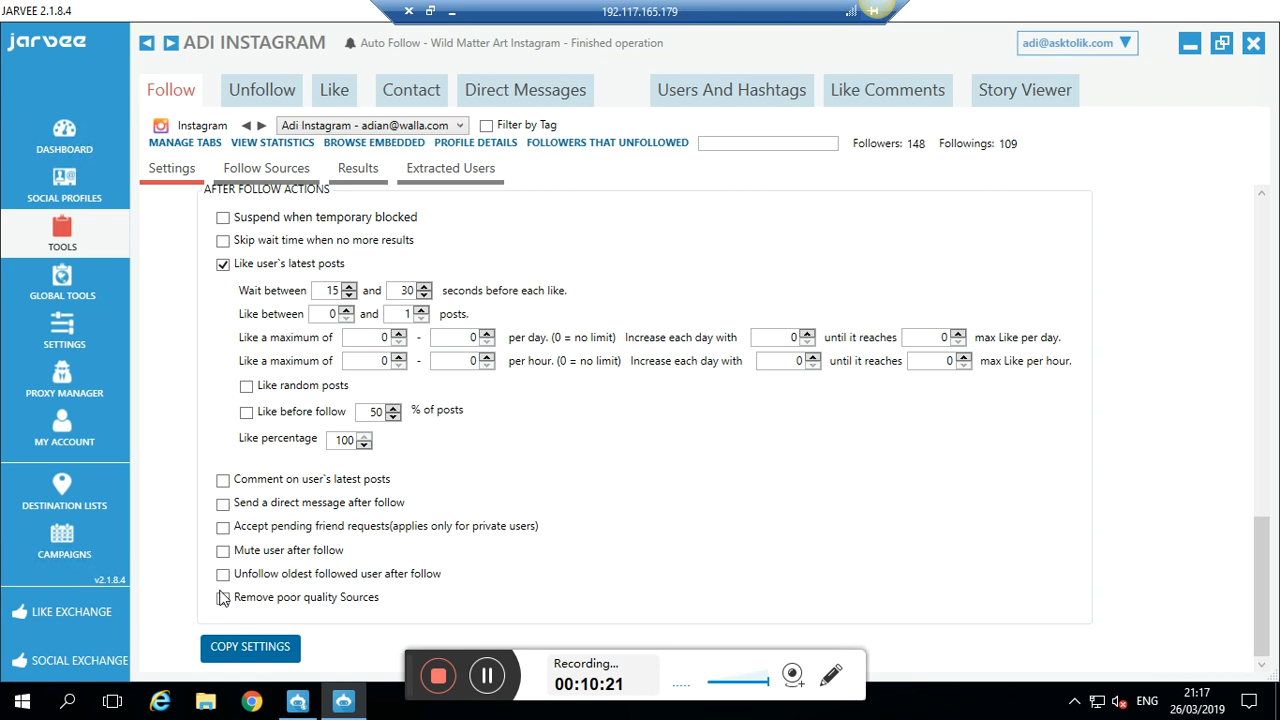 JARVEE 2.1.8.4
192.117.165.179
jarvee
ADI INSTAGRAM
Auto Follow - Wild Matter Art Instagram - Finished operation
adi@asktolik.com
Follow
Unfollow
Like
Contact
Direct Messages
Users And Hashtags
Like Comments
Story Viewer
Instagram
Adi Instagram - adian@walla.com
Filter by Tag
MANAGE TABS
VIEW STATISTICS
BROWSE EMBEDDED
PROFILE DETAILS
FOLLOWERS THAT UNFOLLOWED
Followers: 148
Followings: 109
Settings
Follow Sources
Results
Extracted Users
DASHBOARD
SOCIAL PROFILES
TOOLS
GLOBAL TOOLS
SETTINGS
PROXY MANAGER
MY ACCOUNT
DESTINATION LISTS
CAMPAIGNS
v2.1.8.4
LIKE EXCHANGE
SOCIAL EXCHANGE
AFTER FOLLOW ACTIONS
Suspend when temporary blocked
Skip wait time when no more results
Like user`s latest posts
Wait between 15 and 30 seconds before each like.
Like between 0 and 1 posts.
Like a maximum of 0 - 0 per day. (0 = no limit) Increase each day with 0 until it reaches 0 max Like per day.
Like a maximum of 0 - 0 per hour. (0 = no limit) Increase each day with 0 until it reaches 0 max Like per hour.
Like random posts
Like before follow 50 % of posts
Like percentage 100
Comment on user`s latest posts
Send a direct message after follow
Accept pending friend requests(applies only for private users)
Mute user after follow
Unfollow oldest followed user after follow
Remove poor quality Sources
COPY SETTINGS
Recording...
00:10:21
ENG
21:17
26/03/2019